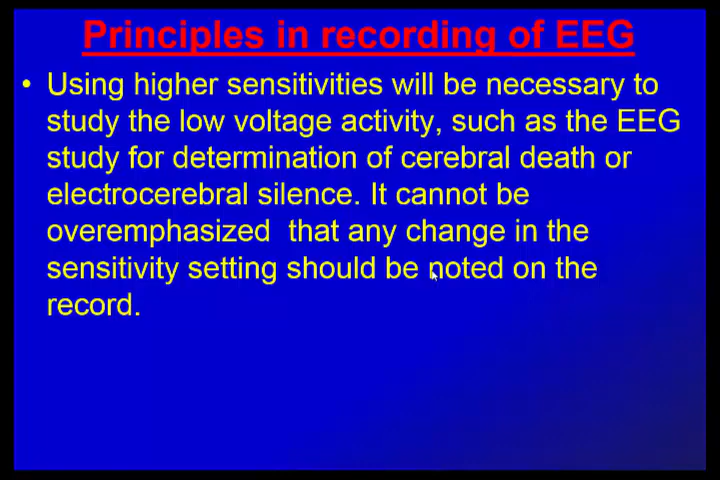 Principles in recording of EEG
• Using higher sensitivities will be necessary to
study the low voltage activity, such as the EEG
study for determination of cerebral death or
electrocerebral silence. It cannot be
overemphasized  that any change in the
sensitivity setting should be noted on the
record.